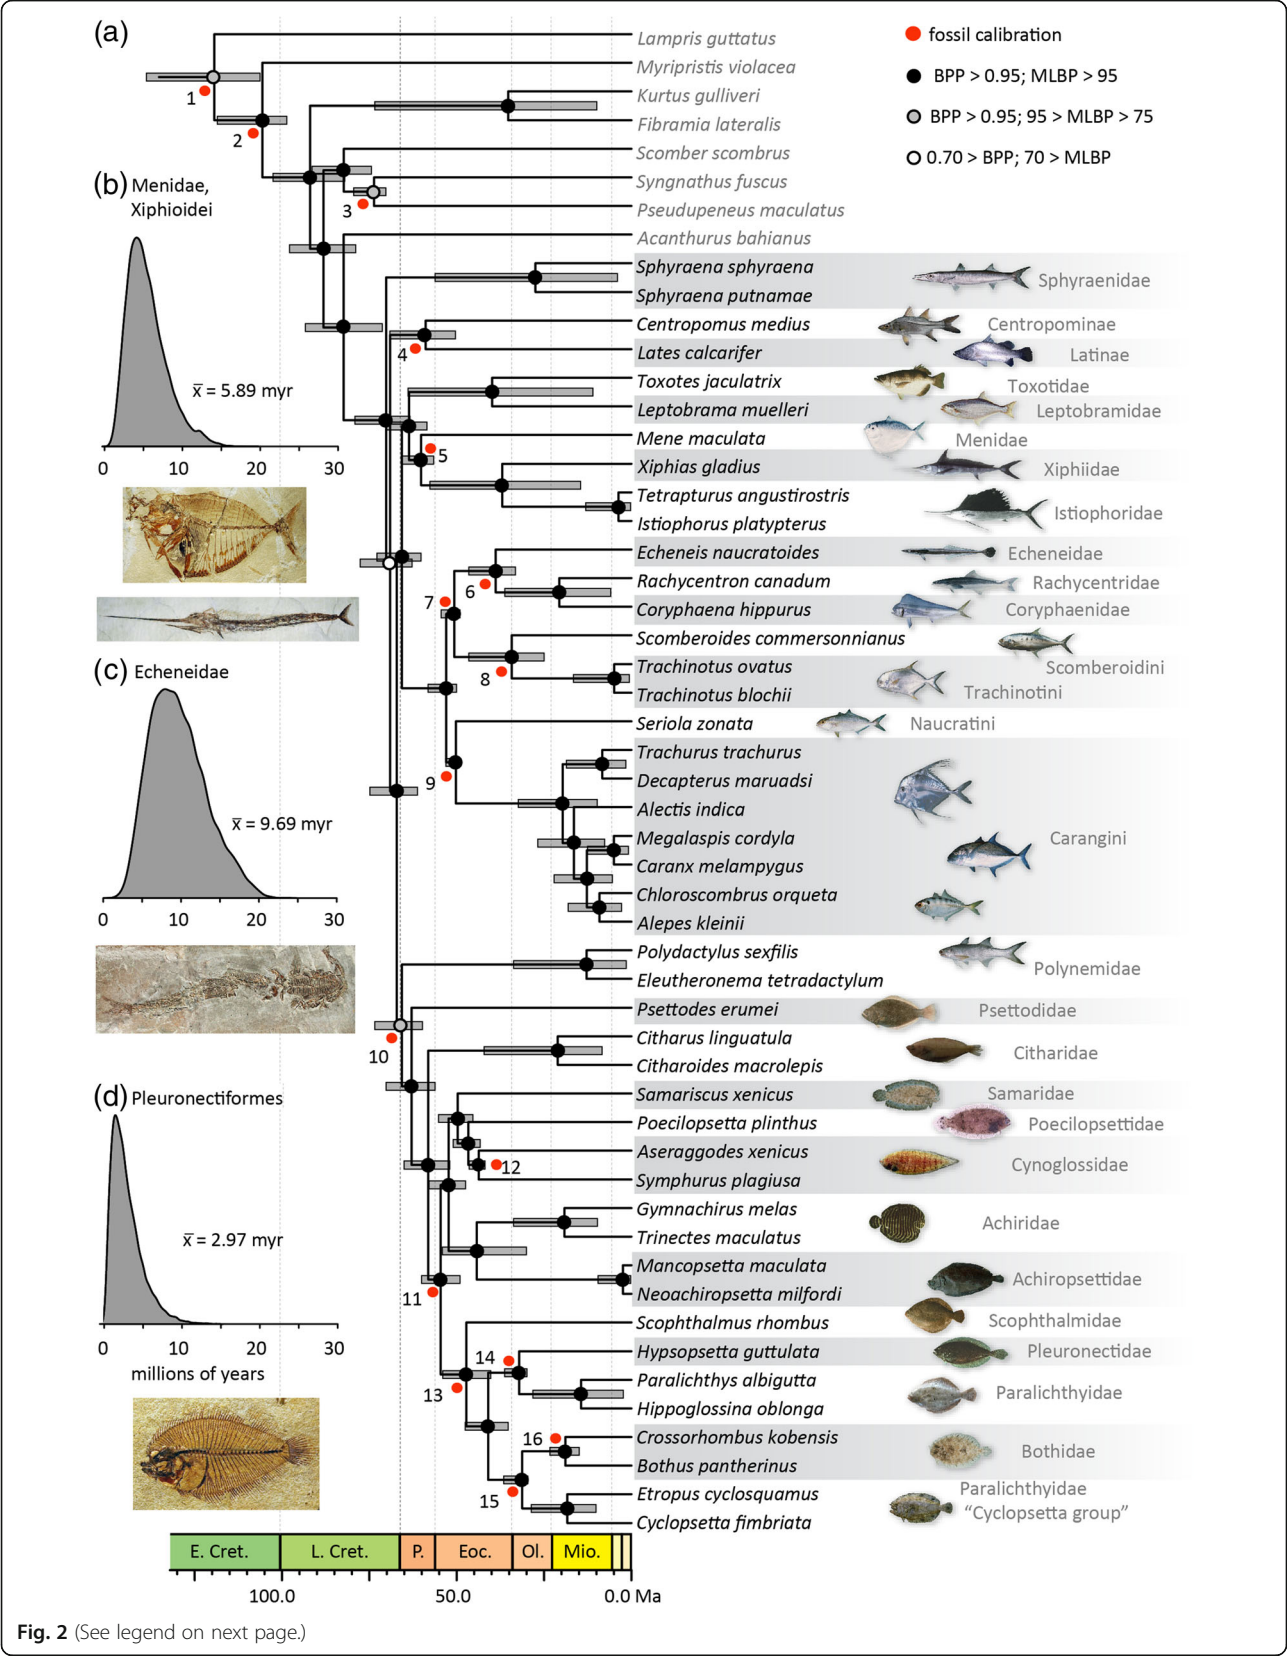 (a)
Lampris guttatus
Myripristis violacea
Kurtus gulliveri
Fibramia lateralis
Scomber scombrus
Syngnathus fuscus
Pseudupeneus maculatus
Acanthurus bahianus
Sphyraena sphyraena
Sphyraena putnamae
Centropomus medius
Lates calcarifer
Toxotes jaculatrix
Leptobrama muelleri
Mene maculata
Xiphias gladius
Tetrapturus angustirostris
Istiophorus platypterus
Echeneis naucratoides
Rachycentron canadum
Coryphaena hippurus
Scomberoides commersonnianus
Trachinotus ovatus
Trachinotus blochii
Seriola zonata
Trachurus trachurus
Decapterus maruadsi
Alectis indica
Megalaspis cordyla
Caranx melampygus
Chloroscombrus orqueta
Alepes kleinii
Polydactylus sexfilis
Eleutheronema tetradactylum
Psettodes erumei
Citharus linguatula
Citharoides macrolepis
Samariscus xenicus
Poecilopsetta plinthus
Aseraggodes xenicus
Symphurus plagiusa
Gymnachirus melas
Trinectes maculatus
Mancopsetta maculata
Neoachiropsetta milfordi
Scophthalmus rhombus
Hypsopsetta guttulata
Paralichthys albigutta
Hippoglossina oblonga
Crossorhombus kobensis
Bothus pantherinus
Etropus cyclosquamus
Cyclopsetta fimbriata
fossil calibration
BPP > 0.95; MLBP > 95
BPP > 0.95; 95 > MLBP > 75
0.70 > BPP; 70 > MLBP
Sphyraenidae
Centropominae
Latinae
Toxotidae
Leptobramidae
Menidae
Xiphiidae
Istiophoridae
Echeneidae
Rachycentridae
Coryphaenidae
Scomberoidini
Trachinotini
Naucratini
Carangini
Polynemidae
Psettodidae
Citharidae
Samaridae
Poecilopsettidae
Cynoglossidae
Achiridae
Achiropsettidae
Scophthalmidae
Pleuronectidae
Paralichthyidae
Bothidae
Paralichthyidae
“Cyclopsetta group”
1
2
3
4
5
6
7
8
9
10
11
12
13
14
15
16
(b) Menidae,
Xiphioidei
x̅ = 5.89 myr
0 10 20 30
(c) Echeneidae
x̅ = 9.69 myr
0 10 20 30
(d) Pleuronectiformes
x̅ = 2.97 myr
0 10 20 30
millions of years
E. Cret. L. Cret. P. Eoc. Ol. Mio.
100.0 50.0 0.0 Ma
Fig. 2 (See legend on next page.)